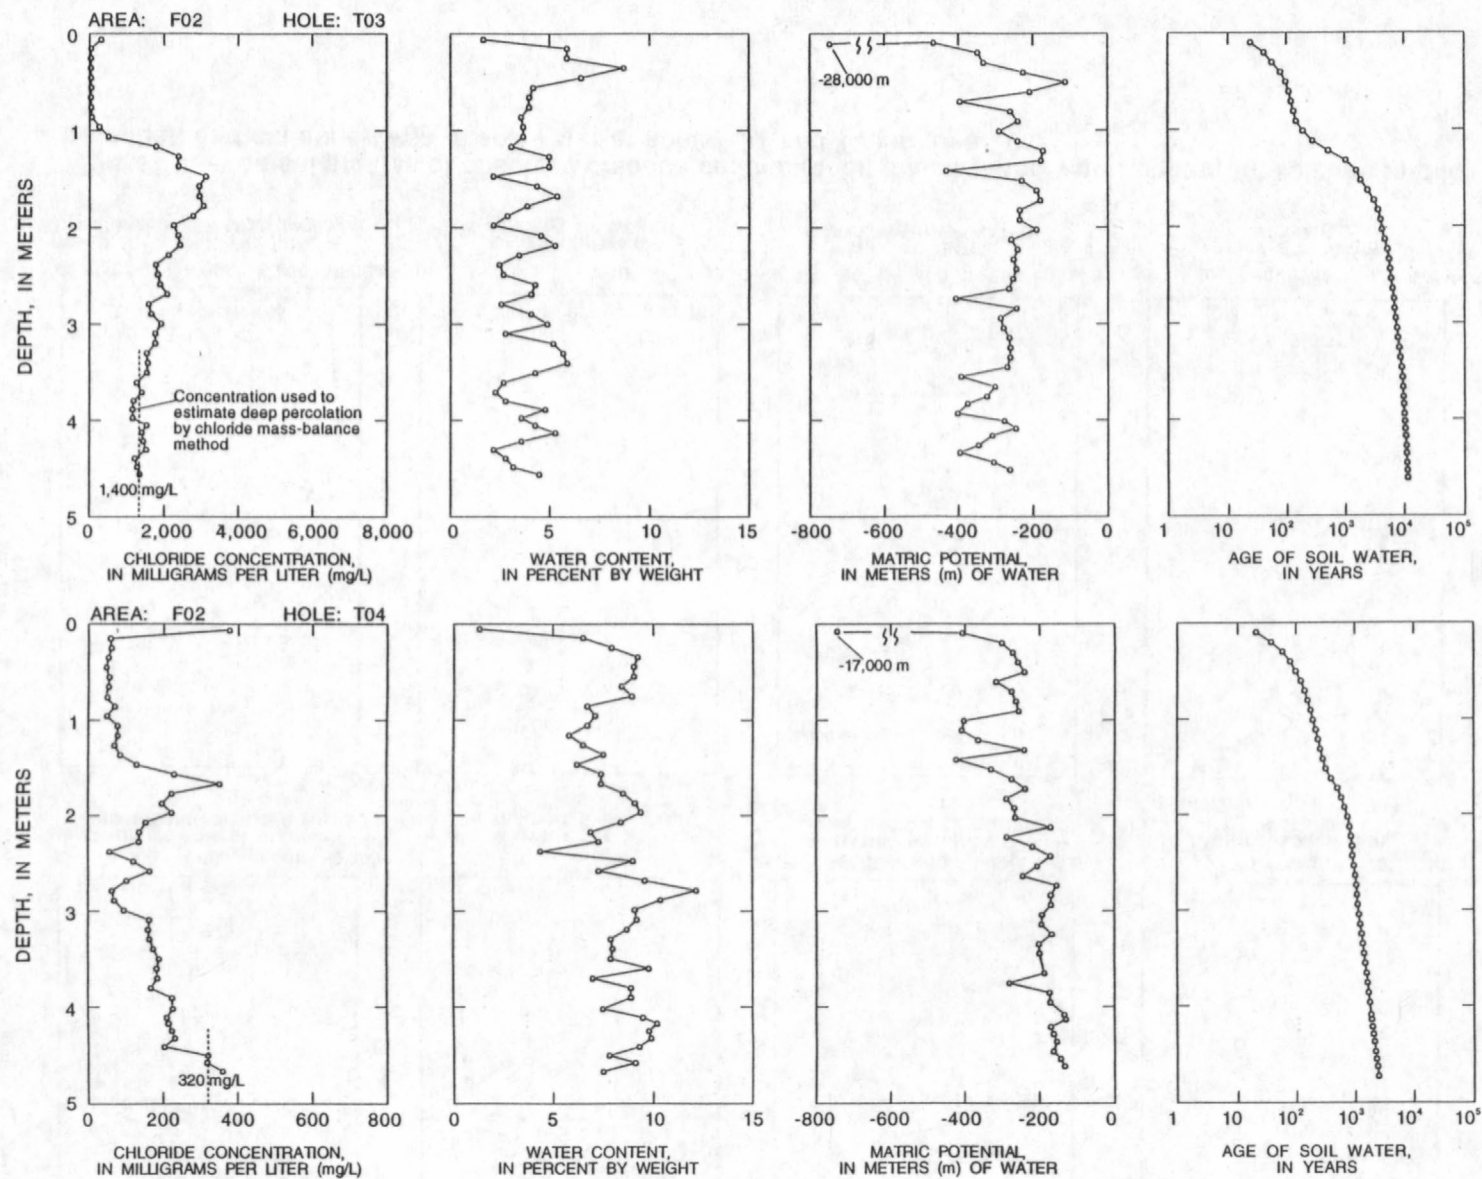 AREA: F02 HOLE: T03
0
1
2
3
4
5
DEPTH, IN METERS
Concentration used to
estimate deep percolation
by chloride mass-balance
method
1,400 mg/L
0 2,000 4,000 6,000 8,000
CHLORIDE CONCENTRATION,
IN MILLIGRAMS PER LITER (mg/L)
0 5 10 15
WATER CONTENT,
IN PERCENT BY WEIGHT
-28,000 m
-800 -600 -400 -200 0
MATRIC POTENTIAL,
IN METERS (m) OF WATER
1 10 10² 10³ 10⁴ 10⁵
AGE OF SOIL WATER,
IN YEARS
AREA: F02 HOLE: T04
0
1
2
3
4
5
DEPTH, IN METERS
320 mg/L
0 200 400 600 800
CHLORIDE CONCENTRATION,
IN MILLIGRAMS PER LITER (mg/L)
0 5 10 15
WATER CONTENT,
IN PERCENT BY WEIGHT
-17,000 m
-800 -600 -400 -200 0
MATRIC POTENTIAL,
IN METERS (m) OF WATER
1 10 10² 10³ 10⁴ 10⁵
AGE OF SOIL WATER,
IN YEARS